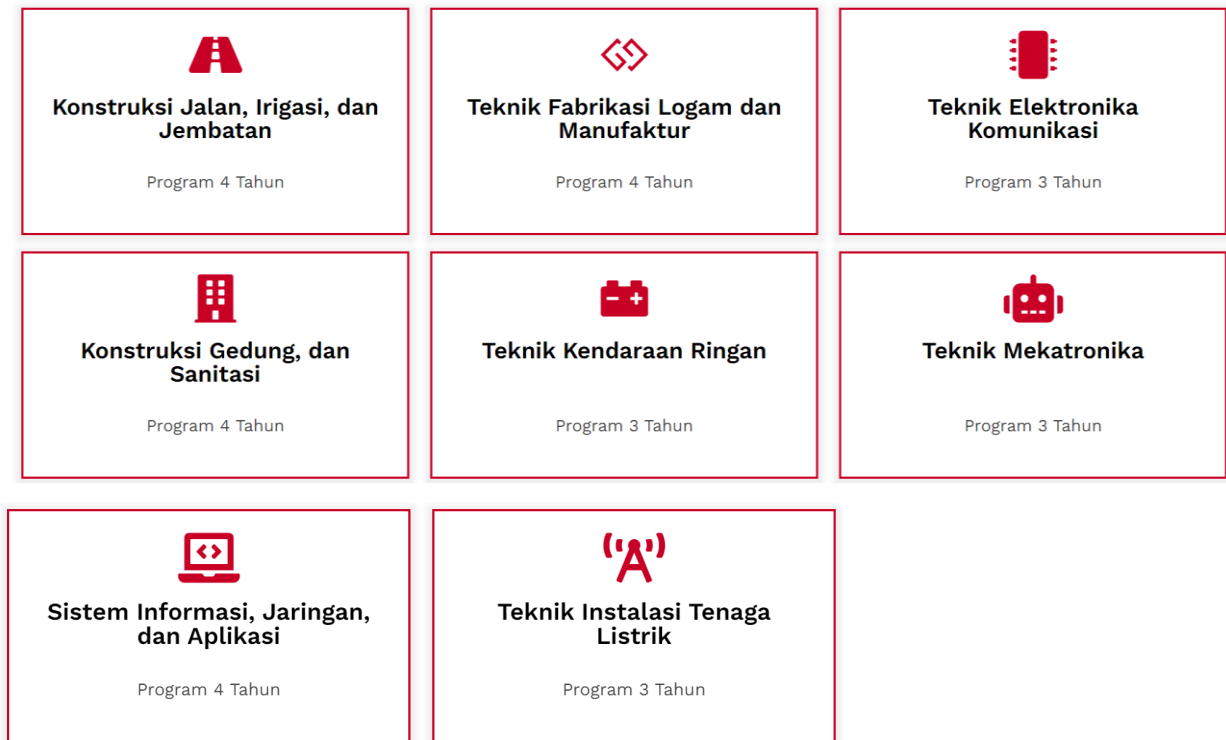 Konstruksi Jalan, Irigasi, dan
Jembatan
Program 4 Tahun
Teknik Fabrikasi Logam dan
Manufaktur
Program 4 Tahun
Teknik Elektronika
Komunikasi
Program 3 Tahun
Konstruksi Gedung, dan
Sanitasi
Program 4 Tahun
Teknik Kendaraan Ringan
Program 3 Tahun
Teknik Mekatronika
Program 3 Tahun
Sistem Informasi, Jaringan,
dan Aplikasi
Program 4 Tahun
Teknik Instalasi Tenaga
Listrik
Program 3 Tahun